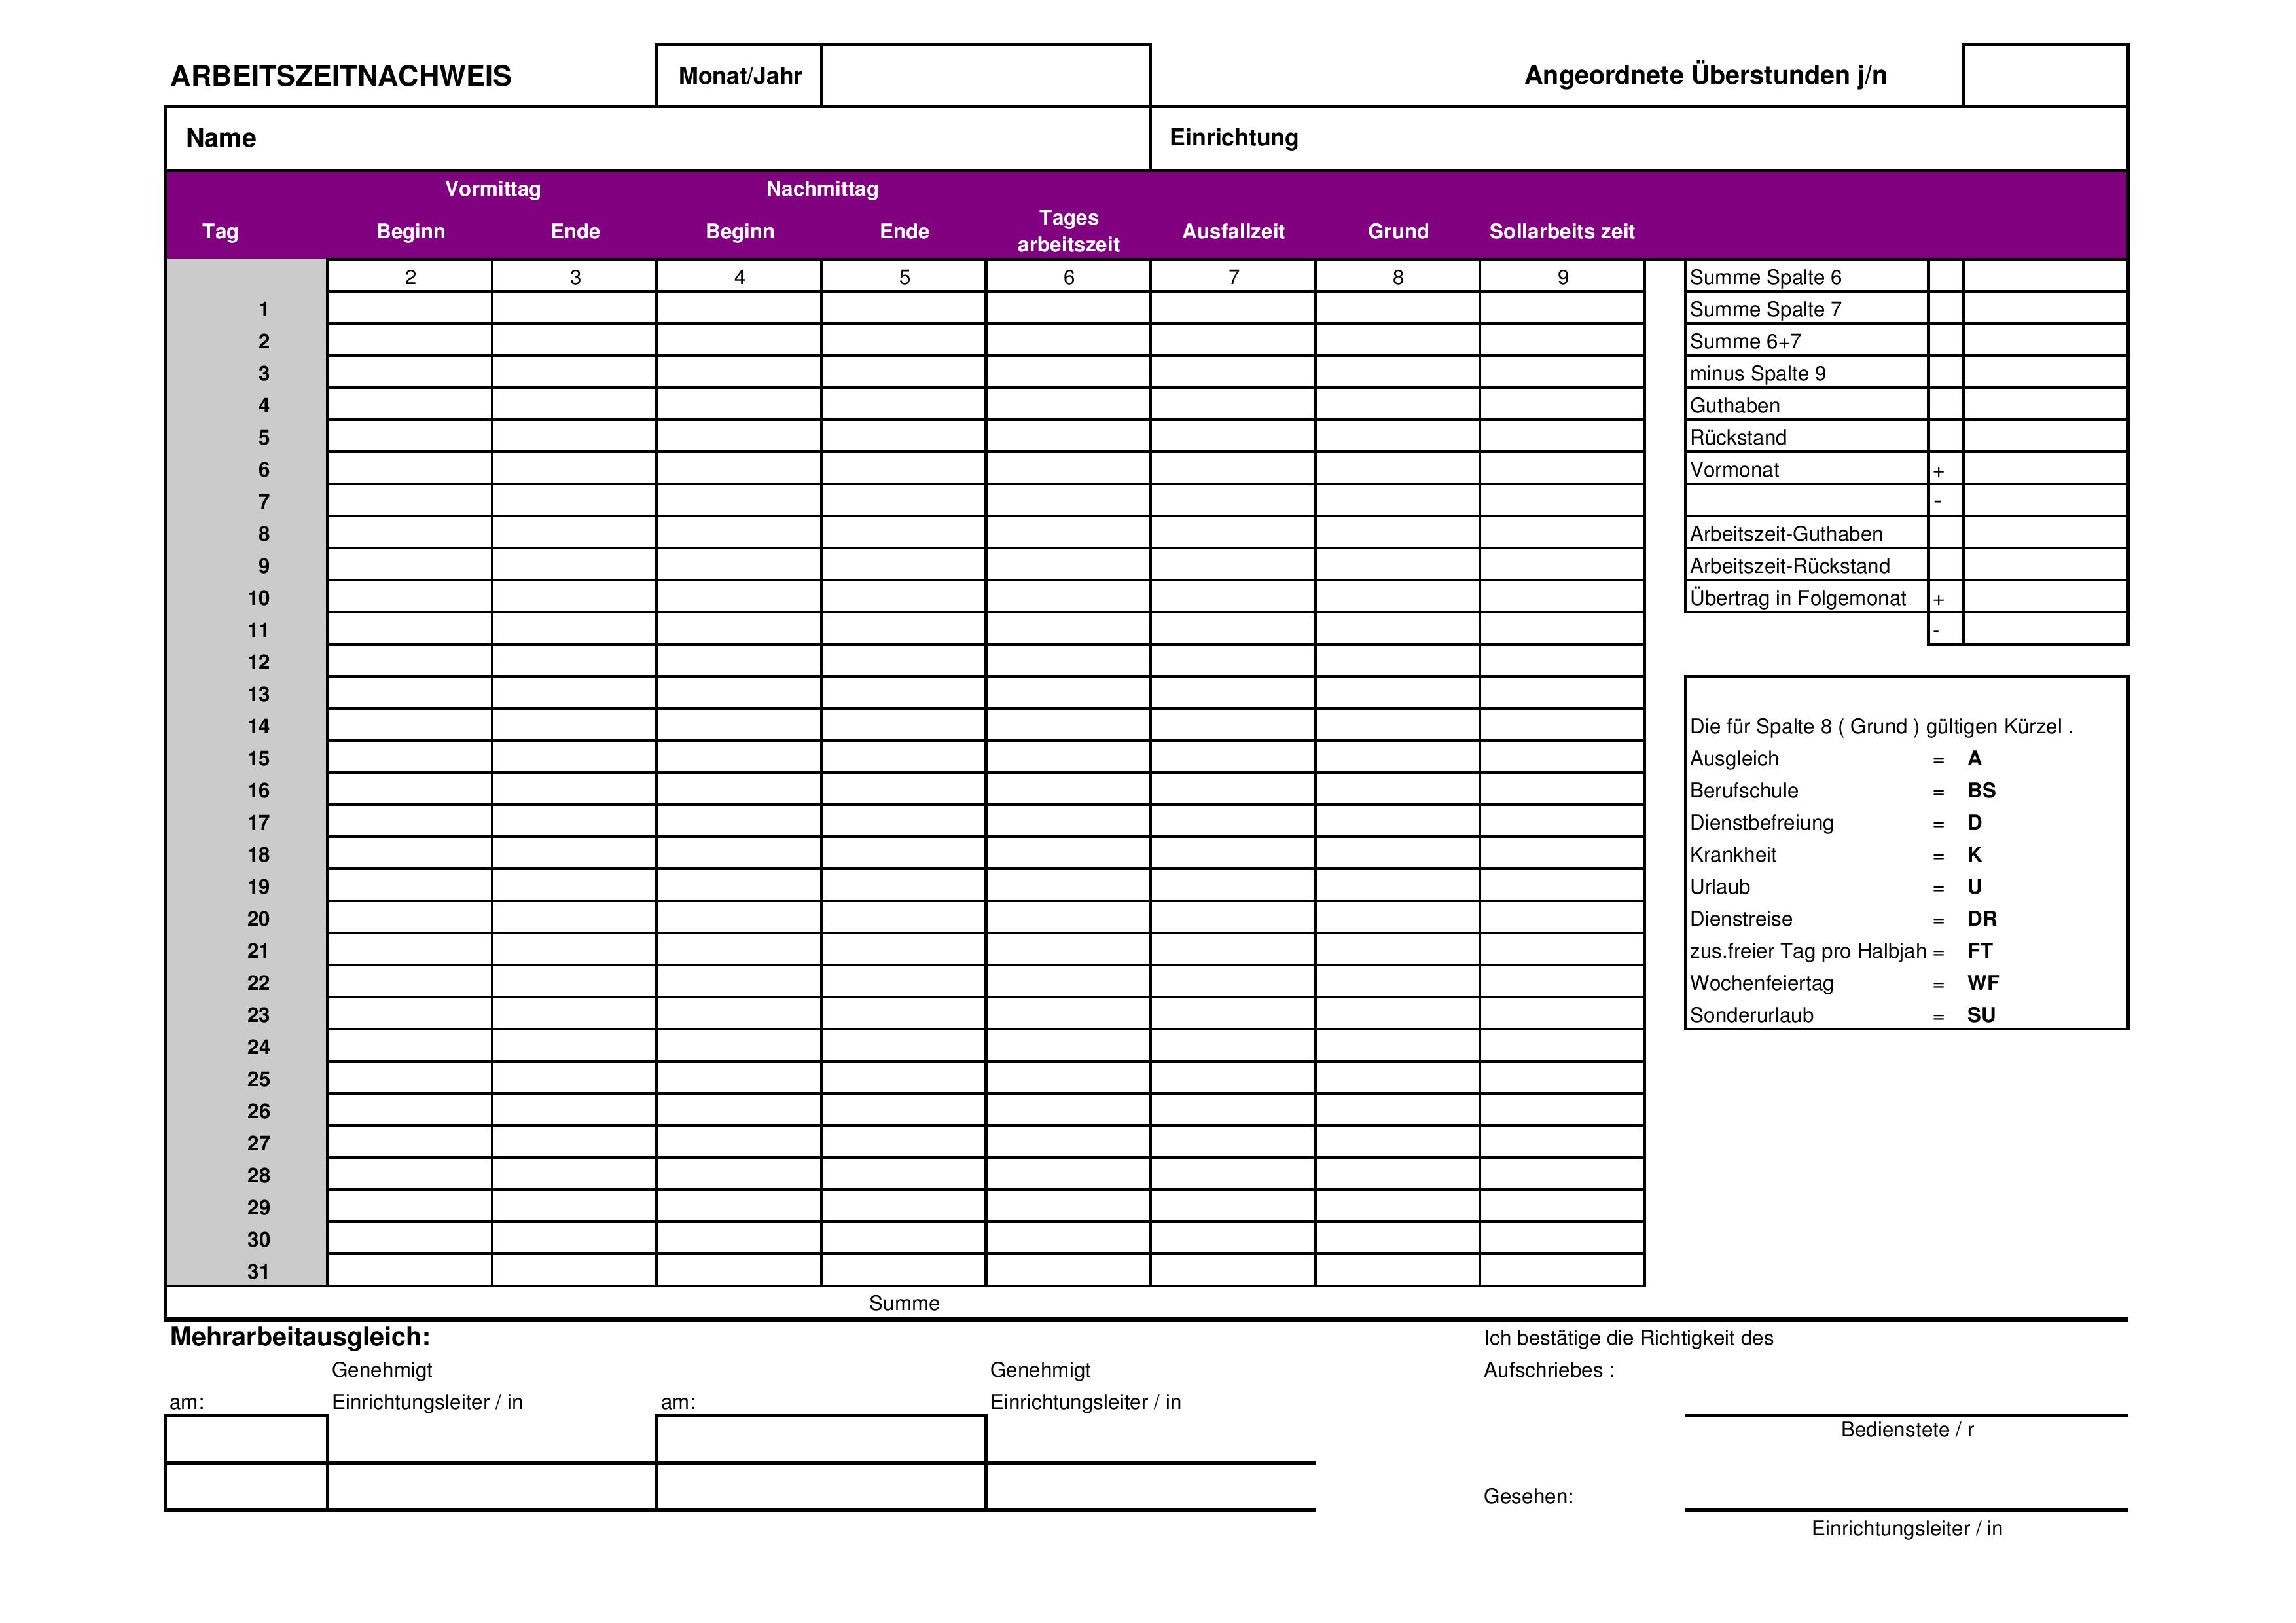 ARBEITSZEITNACHWEIS Monat/Jahr Angeordnete Überstunden j/n
Name Einrichtung
Vormittag Nachmittag
Tag Beginn Ende Beginn Ende Tages arbeitszeit Ausfallzeit Grund Sollarbeits zeit
2 3 4 5 6 7 8 9 Summe Spalte 6
1 Summe Spalte 7
2 Summe 6+7
3 minus Spalte 9
4 Guthaben
5 Rückstand
6 Vormonat +
7 -
8 Arbeitszeit-Guthaben
9 Arbeitszeit-Rückstand
10 Übertrag in Folgemonat +
11 -
12
13
14 Die für Spalte 8 ( Grund ) gültigen Kürzel .
15 Ausgleich = A
16 Berufschule = BS
17 Dienstbefreiung = D
18 Krankheit = K
19 Urlaub = U
20 Dienstreise = DR
21 zus.freier Tag pro Halbjah = FT
22 Wochenfeiertag = WF
23 Sonderurlaub = SU
24
25
26
27
28
29
30
31
Summe
Mehrarbeitausgleich: Ich bestätige die Richtigkeit des
Genehmigt Genehmigt Aufschriebes :
am: Einrichtungsleiter / in am: Einrichtungsleiter / in
Bedienstete / r
Gesehen:
Einrichtungsleiter / in